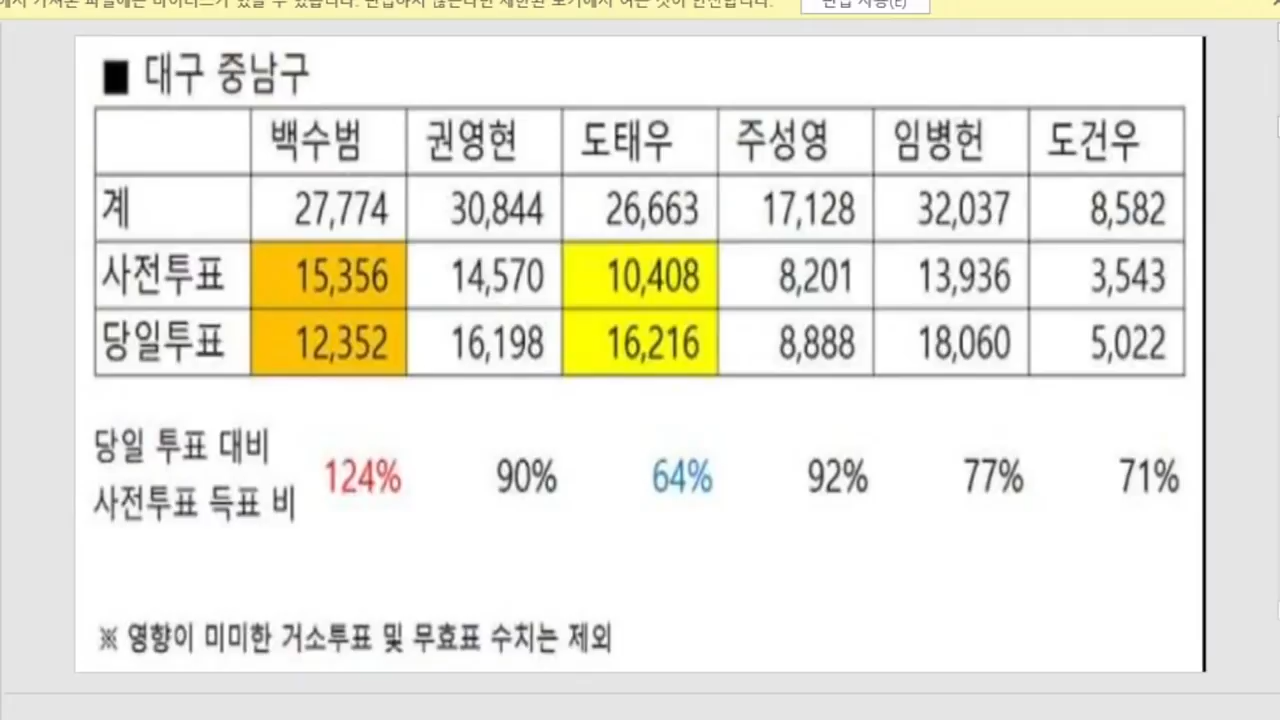 편집 사용(E)
■ 대구 중남구
백수범 권영현 도태우 주성영 임병헌 도건우
계 27,774 30,844 26,663 17,128 32,037 8,582
사전투표 15,356 14,570 10,408 8,201 13,936 3,543
당일투표 12,352 16,198 16,216 8,888 18,060 5,022
당일 투표 대비
사전투표 득표 비 124% 90% 64% 92% 77% 71%
※ 영향이 미미한 거소투표 및 무효표 수치는 제외